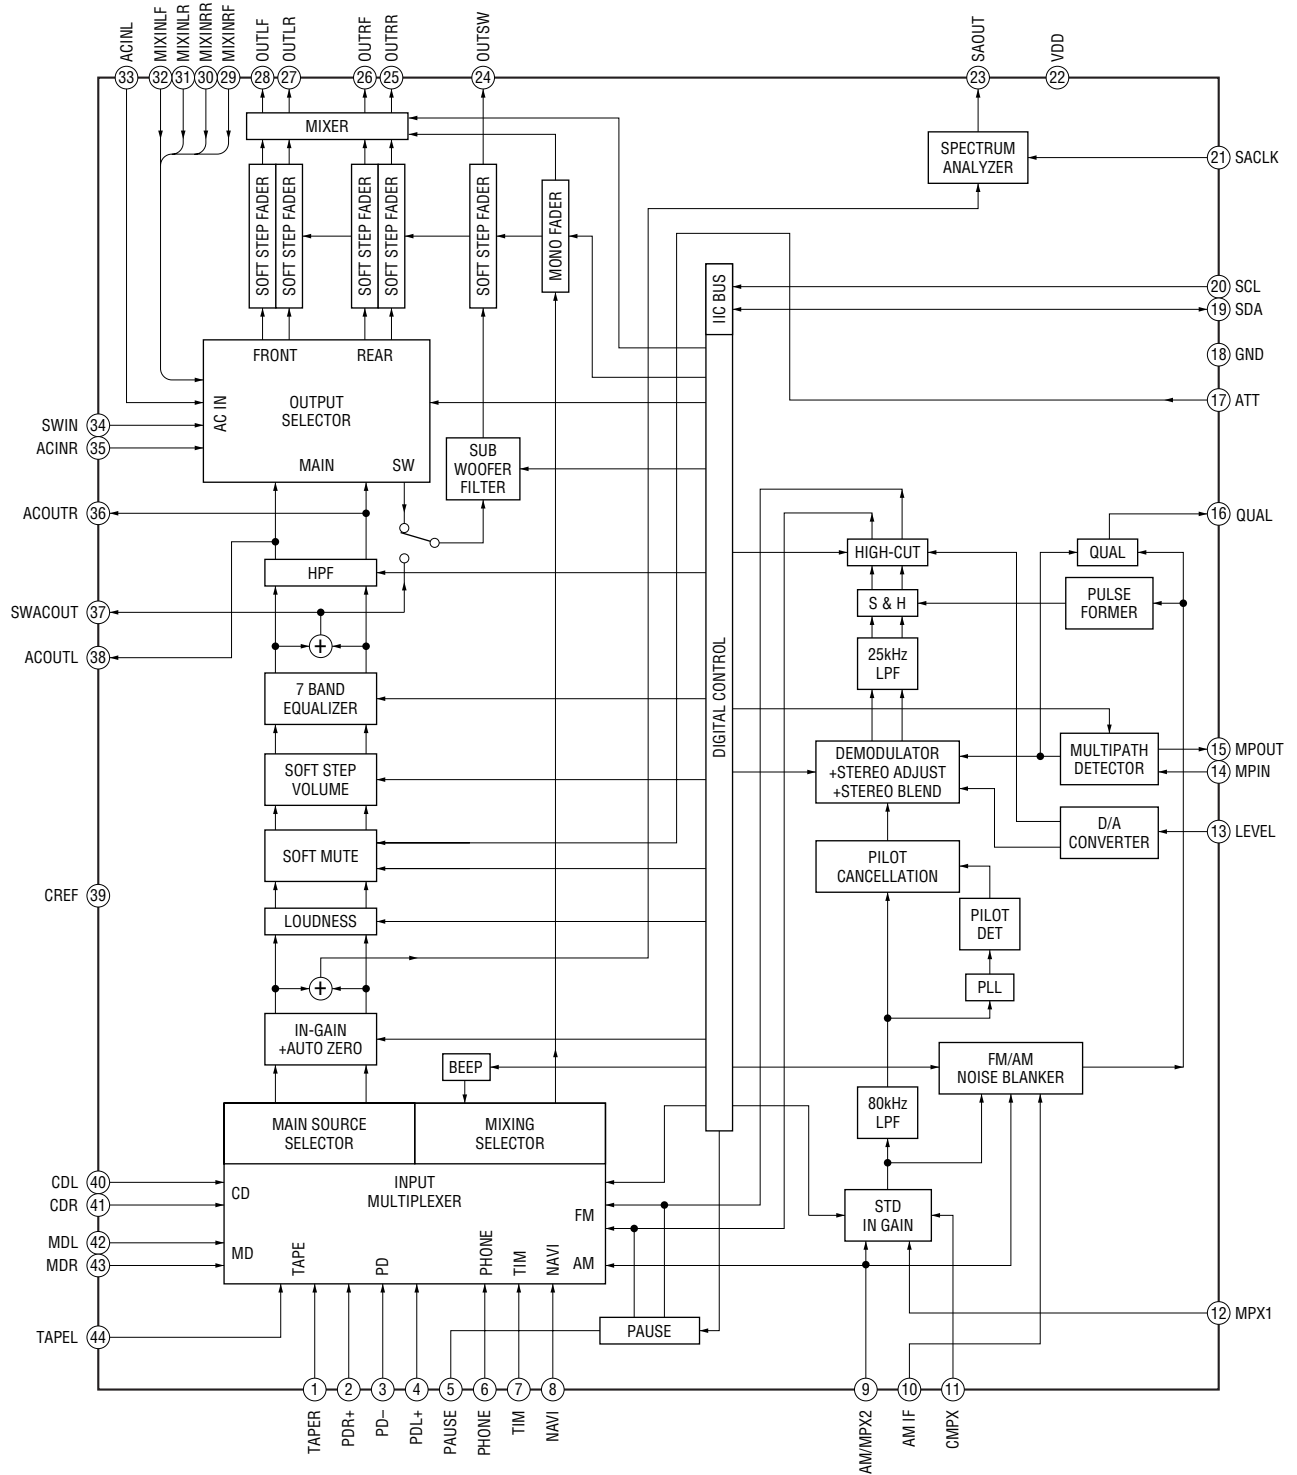 ACINL
MIXINLF
MIXINLR
MIXINRR
MIXINRF
OUTLF
OUTLR
OUTRF
OUTRR
OUTSW
SAOUT
VDD
33
32
31
30
29
28
27
26
25
24
23
22
MIXER
SPECTRUM
ANALYZER
21 SACLK
SOFT STEP FADER
SOFT STEP FADER
SOFT STEP FADER
SOFT STEP FADER
SOFT STEP FADER
MONO FADER
IIC BUS
20 SCL
19 SDA
18 GND
17 ATT
FRONT
REAR
OUTPUT
SELECTOR
AC IN
MAIN
SW
SWIN 34
ACINR 35
SUB
WOOFER
FILTER
ACOUTR 36
16 QUAL
HPF
HIGH-CUT
QUAL
S & H
PULSE
FORMER
SWACOUT 37
+
ACOUTL 38
25kHz
LPF
DIGITAL CONTROL
7 BAND
EQUALIZER
DEMODULATOR
+STEREO ADJUST
+STEREO BLEND
MULTIPATH
DETECTOR
15 MPOUT
14 MPIN
SOFT STEP
VOLUME
D/A
CONVERTER
13 LEVEL
SOFT MUTE
PILOT
CANCELLATION
CREF 39
LOUDNESS
PILOT
DET
+
PLL
IN-GAIN
+AUTO ZERO
BEEP
FM/AM
NOISE BLANKER
80kHz
LPF
MAIN SOURCE
SELECTOR
MIXING
SELECTOR
CDL 40
CDR 41
CD
INPUT
MULTIPLEXER
FM
STD
IN GAIN
MDL 42
MDR 43
MD
TAPE
PD
PHONE
TIM
NAVI
AM
12 MPX1
TAPEL 44
PAUSE
1
2
3
4
5
6
7
8
9
10
11
TAPER
PDR+
PD–
PDL+
PAUSE
PHONE
TIM
NAVI
AM/MPX2
AM IF
CMPX